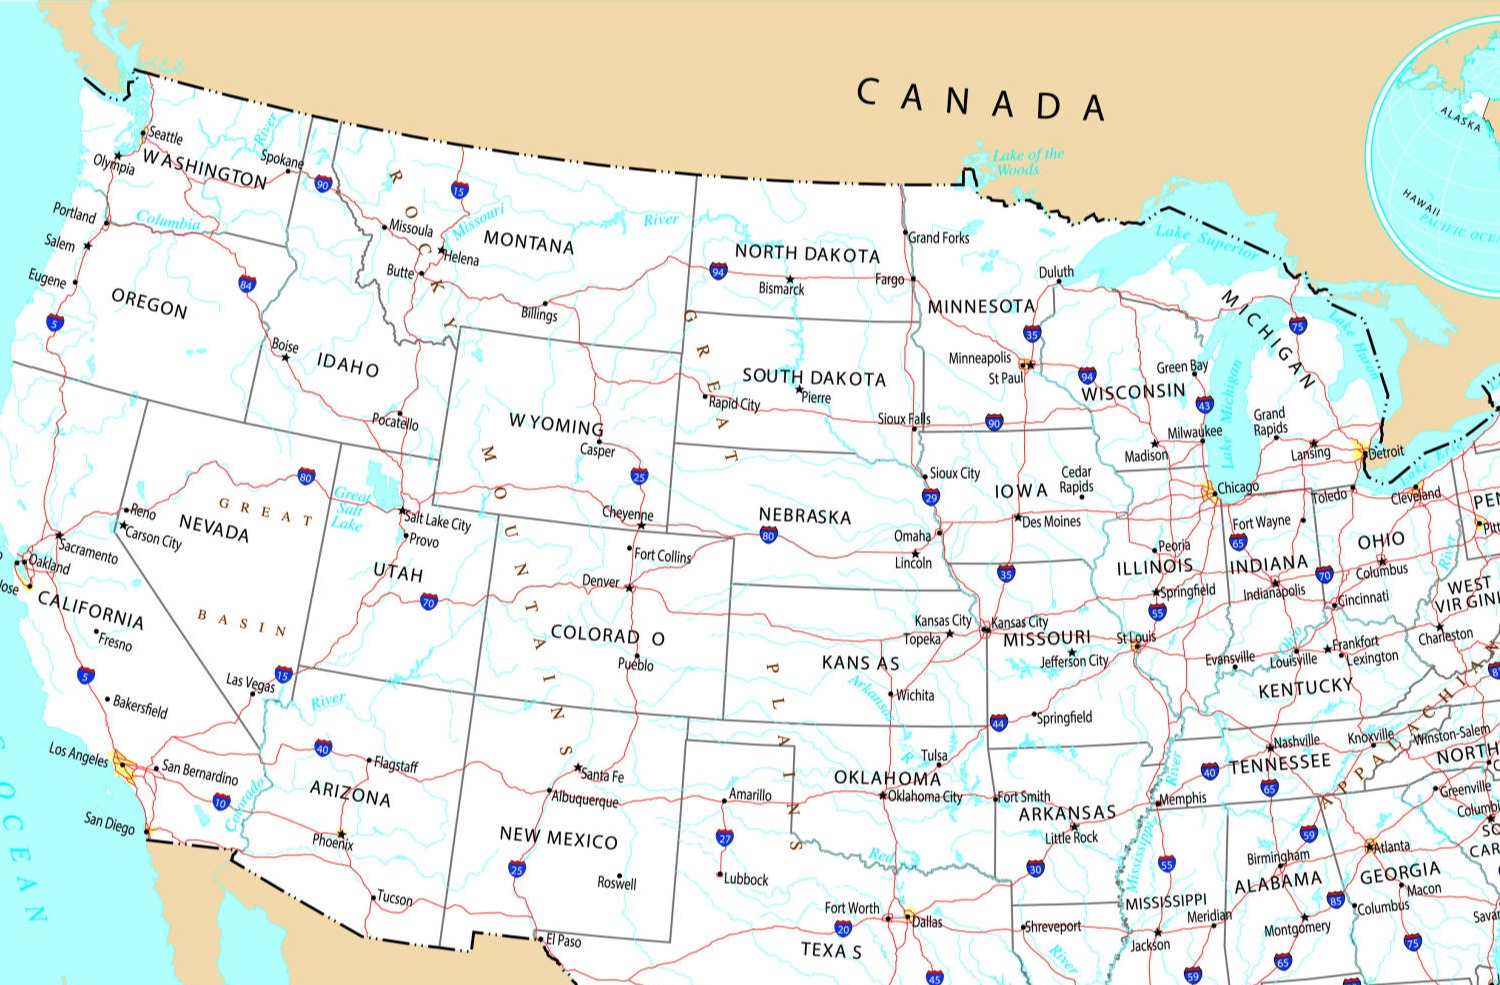 CANADA
ALASKA
HAWAII
PACIFIC OCE
Lake of the
Woods
Lake Superior
Seattle
Olympia
WASHINGTON
River
Spokane
90
15
Portland
Columbia
Salem
Missoula
Missouri
River
Helena
MONTANA
Butte
Billings
Eugene
OREGON
84
5
Boise
IDAHO
Pocatello
ROCKY
MOUNTAINS
GREAT
PLAINS
NORTH DAKOTA
94
Bismarck
Fargo
Grand Forks
MINNESOTA
Duluth
35
Minneapolis
St Paul
SOUTH DAKOTA
Pierre
Rapid City
Sioux Falls
90
94
WISCONSIN
Green Bay
43
Milwaukee
Madison
Lake Michigan
MICHIGAN
75
Lake Huron
Grand
Rapids
Lansing
Detroit
WYOMING
Casper
25
Cheyenne
Sioux City
29
IOWA
Cedar
Rapids
Des Moines
Chicago
Toledo
Cleveland
PEN
Pitt
80
GREAT
BASIN
Great
Salt
Lake
Reno
Carson City
NEVADA
Salt Lake City
Provo
UTAH
70
Sacramento
Oakland
ose
CALIFORNIA
Fresno
5
Bakersfield
Las Vegas
15
Los Angeles
San Bernardino
San Diego
10
OCEAN
NEBRASKA
80
Omaha
Lincoln
Fort Collins
Denver
COLORADO
Pueblo
35
Peoria
ILLINOIS
Springfield
55
Fort Wayne
65
INDIANA
Indianapolis
70
OHIO
Columbus
Cincinnati
River
WEST
VIRGINI
Charleston
Kansas City
Topeka
Kansas City
MISSOURI
Jefferson City
St Louis
KANSAS
Wichita
Arkansas
R
44
Springfield
Evansville
Ohio
Louisville
Frankfort
Lexington
KENTUCKY
River
40
Flagstaff
ARIZONA
Colorado
Phoenix
Tucson
Santa Fe
Albuquerque
NEW MEXICO
25
Roswell
El Paso
Amarillo
27
Lubbock
Tulsa
OKLAHOMA
Oklahoma City
Fort Smith
ARKANSAS
Little Rock
Red
30
Fort Worth
Dallas
20
TEXAS
45
Shreveport
River
River
Mississippi
Memphis
40
Nashville
TENNESSEE
65
Knoxville
Winston-Salem
NORTH
APPALACHIAN
Greenville
Columbi
SO
CAR
59
Birmingham
Atlanta
GEORGIA
ALABAMA
85
Macon
Columbus
Montgomery
Savan
75
65
55
MISSISSIPPI
Meridian
Jackson
59